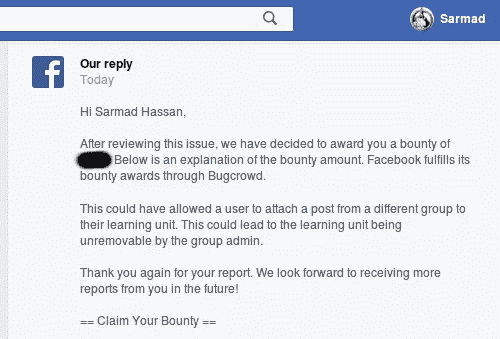 Sarmad
Our reply
Today
Hi Sarmad Hassan,
After reviewing this issue, we have decided to award you a bounty of
Below is an explanation of the bounty amount. Facebook fulfills its
bounty awards through Bugcrowd.
This could have allowed a user to attach a post from a different group to
their learning unit. This could lead to the learning unit being
unremovable by the group admin.
Thank you again for your report. We look forward to receiving more
reports from you in the future!
== Claim Your Bounty ==